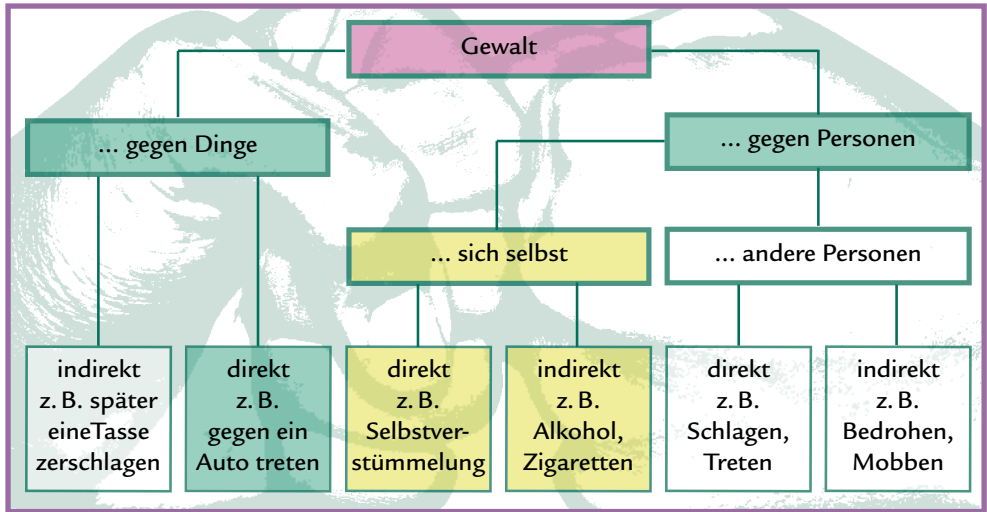 Gewalt
... gegen Dinge
... gegen Personen
... sich selbst
... andere Personen
indirekt
z. B. später
eineTasse
zerschlagen
direkt
z. B.
gegen ein
Auto treten
direkt
z. B.
Selbstver-
stümmelung
indirekt
z. B.
Alkohol,
Zigaretten
direkt
z. B.
Schlagen,
Treten
indirekt
z. B.
Bedrohen,
Mobben